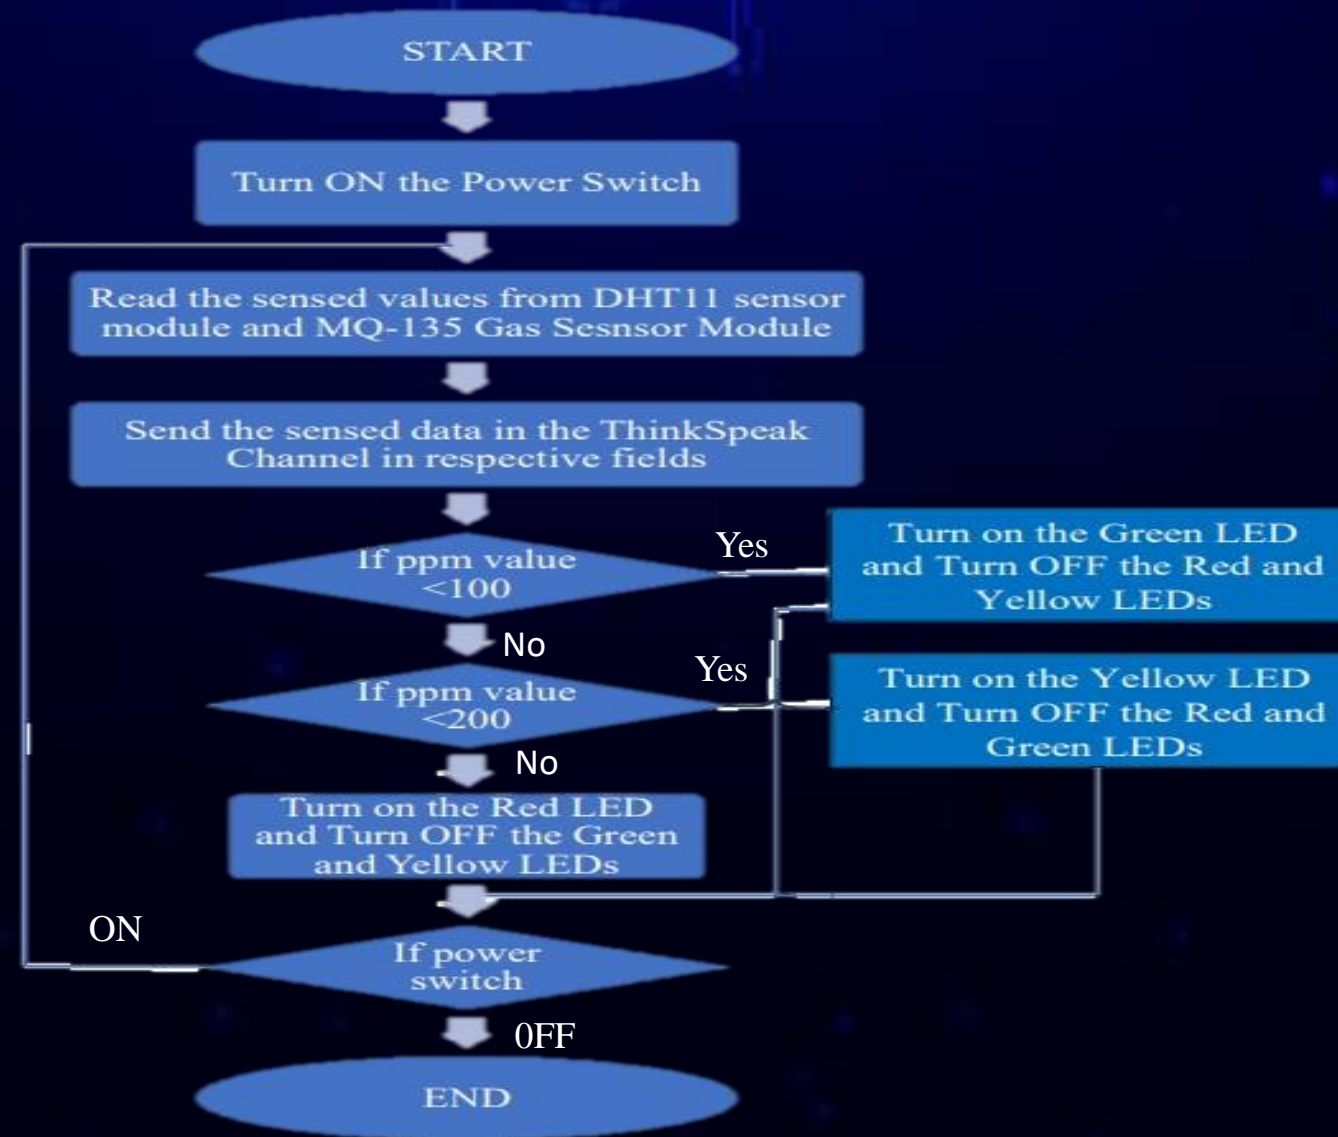 START
Turn ON the Power Switch
Read the sensed values from DHT11 sensor
module and MQ-135 Gas Sesnsor Module
Send the sensed data in the ThinkSpeak
Channel in respective fields
If ppm value
<100
Yes
Turn on the Green LED
and Turn OFF the Red and
Yellow LEDs
No
If ppm value
<200
Yes
Turn on the Yellow LED
and Turn OFF the Red and
Green LEDs
No
Turn on the Red LED
and Turn OFF the Green
and Yellow LEDs
ON
If power
switch
0FF
END